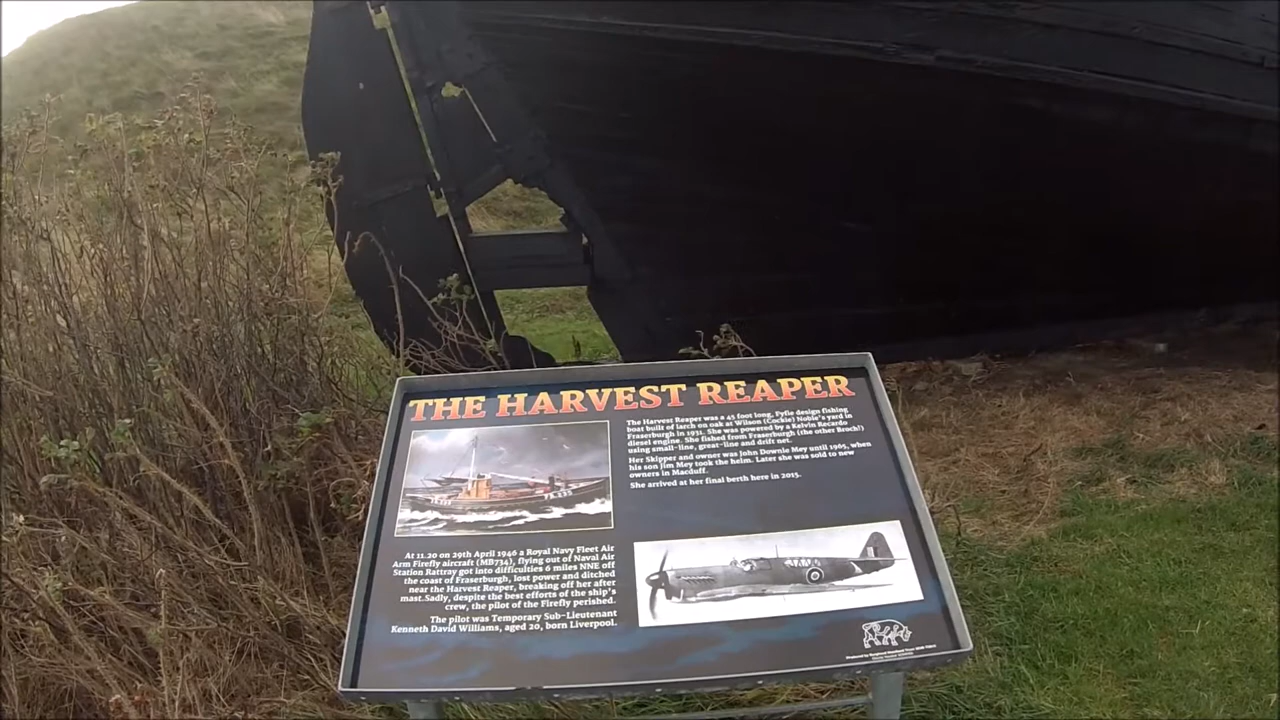 THE HARVEST REAPER
The Harvest Reaper was a 45 foot long, Fyfie design fishing
boat built of larch on oak at Wilson (Cockie) Noble's yard in
Fraserburgh in 1931. She was powered by a Kelvin Recardo
diesel engine. She fished from Fraserburgh (the other Broch!)
using small-line, great-line and drift net.
Her Skipper and owner was John Downie Mey until 1965, when
his son Jim Mey took the helm. Later she was sold to new
owners in Macduff.
She arrived at her final berth here in 2015.
At 11.20 on 29th April 1946 a Royal Navy Fleet Air
Arm Firefly aircraft (MB734), flying out of Naval Air
Station Rattray got into difficulties 6 miles NNE off
the coast of Fraserburgh, lost power and ditched
near the Harvest Reaper, breaking off her after
mast.Sadly, despite the best efforts of the ship's
crew, the pilot of the Firefly perished.
The pilot was Temporary Sub-Lieutenant
Kenneth David Williams, aged 20, born Liverpool.